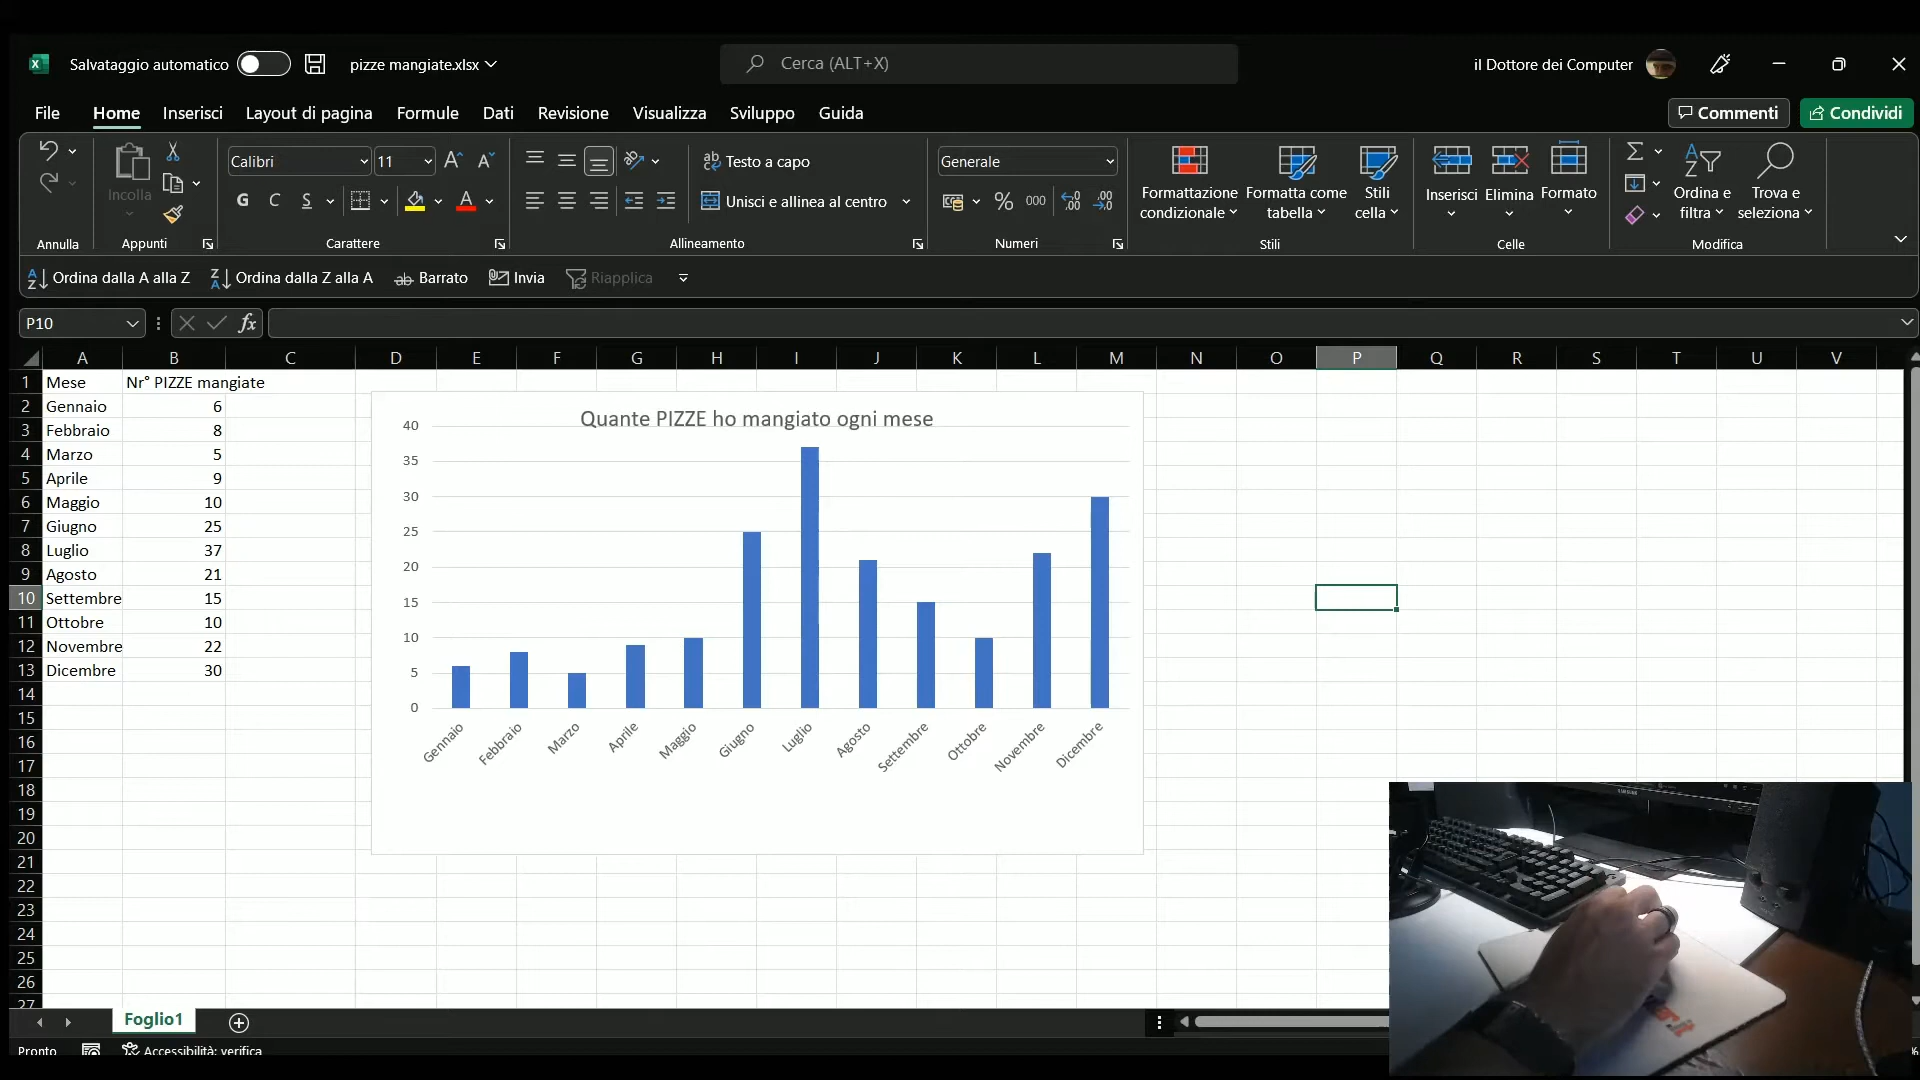 Salvataggio automatico
pizze mangiate.xlsx
Cerca (ALT+X)
il Dottore dei Computer
File Home Inserisci Layout di pagina Formule Dati Revisione Visualizza Sviluppo Guida
Commenti Condividi
Annulla
Incolla
Appunti
Calibri 11
G C S A
Carattere
Testo a capo
Unisci e allinea al centro
Allineamento
Generale
% 000
Numeri
Formattazione condizionale
Formatta come tabella
Stili cella
Stili
Inserisci Elimina Formato
Celle
Ordina e filtra
Trova e seleziona
Modifica
Ordina dalla A alla Z Ordina dalla Z alla A Barrato Invia Riapplica
P10 fx
A B C D E F G H I J K L M N O P Q R S T U V
1 Mese Nr° PIZZE mangiate
2 Gennaio 6
3 Febbraio 8
4 Marzo 5
5 Aprile 9
6 Maggio 10
7 Giugno 25
8 Luglio 37
9 Agosto 21
10 Settembre 15
11 Ottobre 10
12 Novembre 22
13 Dicembre 30
14
15
16
17
18
19
20
21
22
23
24
25
26
27
Quante PIZZE ho mangiato ogni mese
40
35
30
25
20
15
10
5
0
Gennaio Febbraio Marzo Aprile Maggio Giugno Luglio Agosto Settembre Ottobre Novembre Dicembre
Foglio1
Pronto Accessibilità: verifica
SAMSUNG